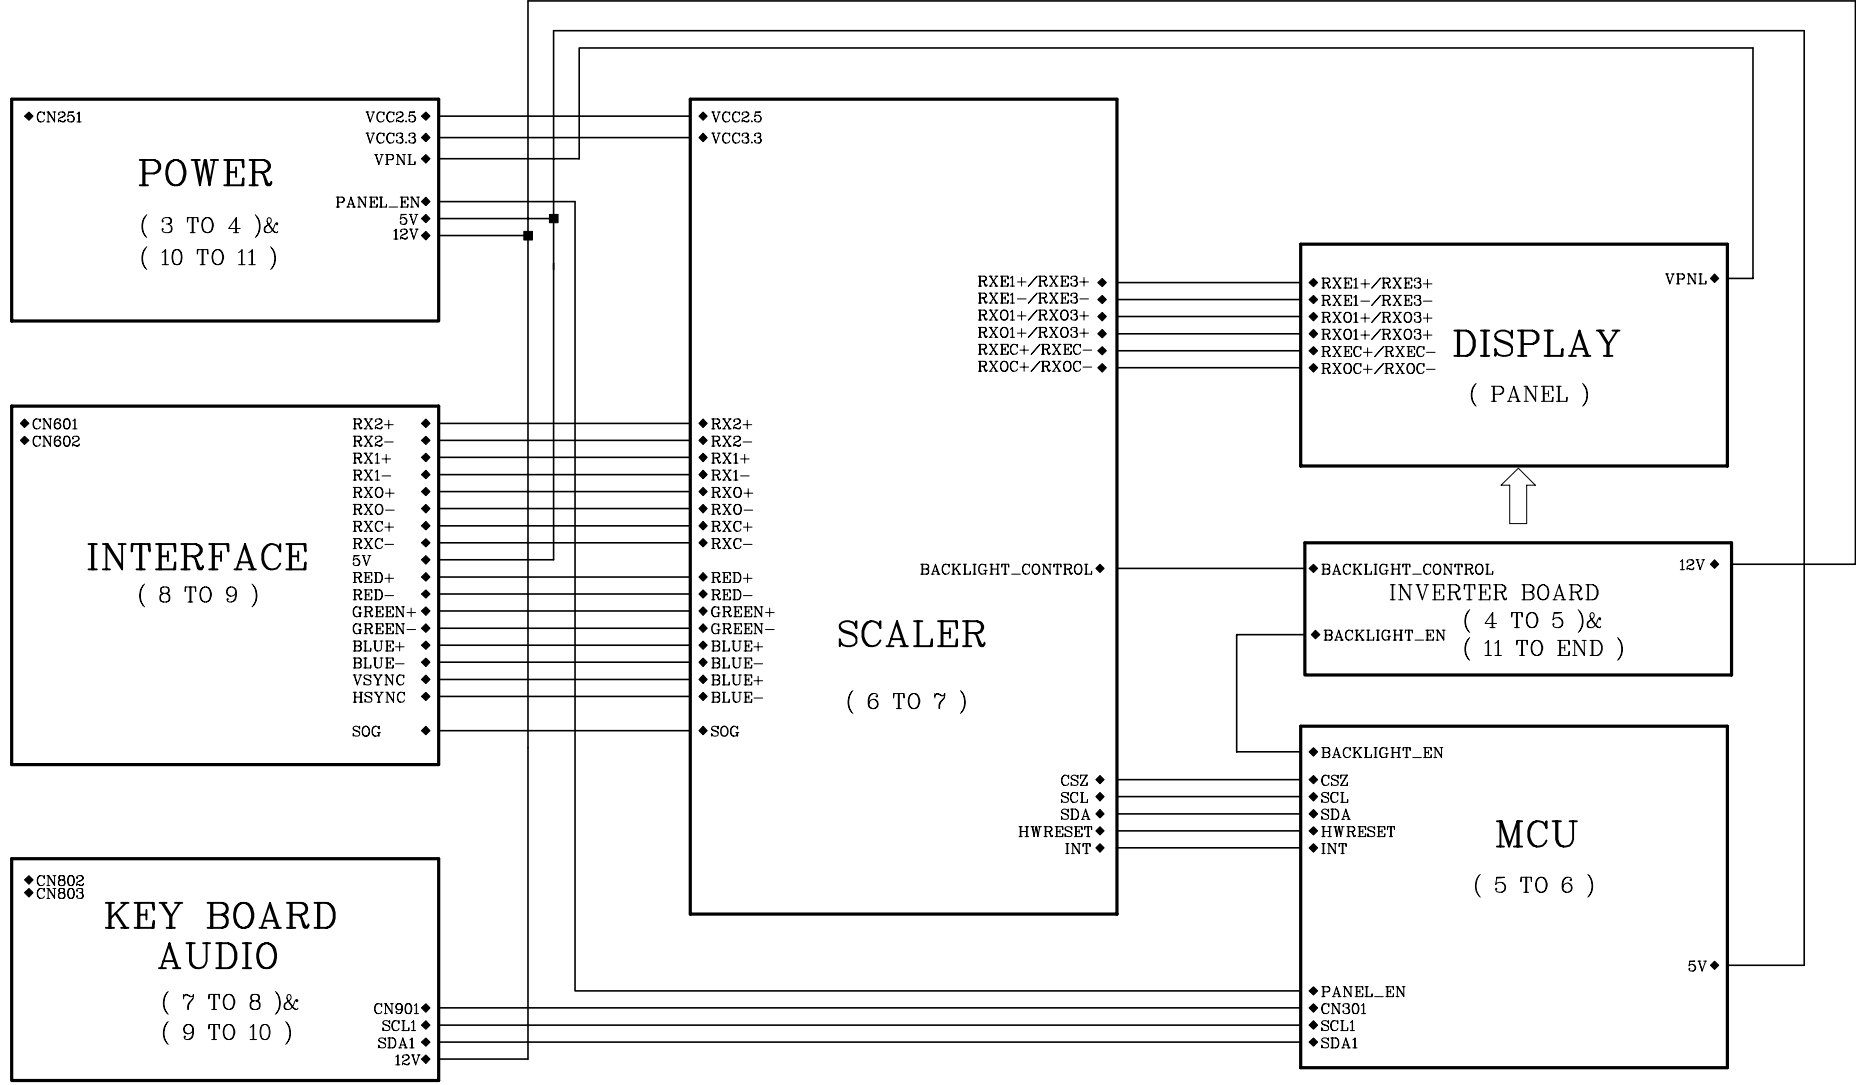 CN251
VCC2.5
VCC3.3
VPNL
POWER
PANEL_EN
5V
12V
( 3 TO 4 )&
( 10 TO 11 )
CN601
CN602
RX2+
RX2-
RX1+
RX1-
RX0+
RX0-
RXC+
RXC-
5V
RED+
RED-
GREEN+
GREEN-
BLUE+
BLUE-
VSYNC
HSYNC
SOG
INTERFACE
( 8 TO 9 )
CN802
CN803
KEY BOARD
AUDIO
( 7 TO 8 )&
( 9 TO 10 )
CN901
SCL1
SDA1
12V
VCC2.5
VCC3.3
RX2+
RX2-
RX1+
RX1-
RX0+
RX0-
RXC+
RXC-
RED+
RED-
GREEN+
GREEN-
BLUE+
BLUE-
BLUE+
BLUE-
SOG
SCALER
( 6 TO 7 )
RXE1+/RXE3+
RXE1-/RXE3-
RXO1+/RXO3+
RXO1+/RXO3+
RXEC+/RXEC-
RXOC+/RXOC-
BACKLIGHT_CONTROL
CSZ
SCL
SDA
HWRESET
INT
RXE1+/RXE3+
RXE1-/RXE3-
RXO1+/RXO3+
RXO1+/RXO3+
RXEC+/RXEC-
RXOC+/RXOC-
VPNL
DISPLAY
( PANEL )
BACKLIGHT_CONTROL
12V
INVERTER BOARD
( 4 TO 5 )&
BACKLIGHT_EN
( 11 TO END )
BACKLIGHT_EN
CSZ
SCL
SDA
HWRESET
INT
MCU
( 5 TO 6 )
5V
PANEL_EN
CN301
SCL1
SDA1